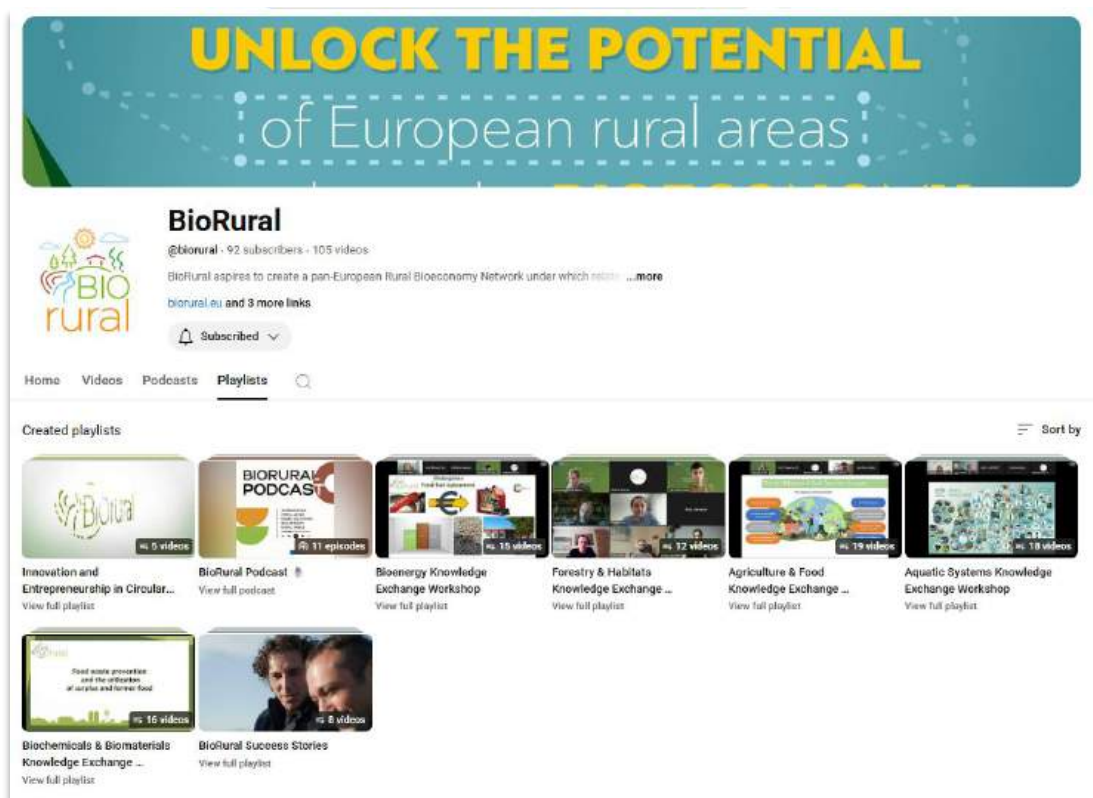 UNLOCK THE POTENTIAL
of European rural areas
BIOECONOMY
BIO
rural
BioRural
@biorural · 92 subscribers · 105 videos
BioRural aspires to create a pan-European Rural Bioeconomy Network under which ...more
biorural.eu and 3 more links
Subscribed
Home Videos Podcasts Playlists
Created playlists
Sort by
BioRural
5 videos
BIORURAL
PODCAST
11 episodes
15 videos
12 videos
19 videos
18 videos
Innovation and
Entrepreneurship in Circular...
View full playlist
BioRural Podcast
View full podcast
Bioenergy Knowledge
Exchange Workshop
View full playlist
Forestry & Habitats
Knowledge Exchange ...
View full playlist
Agriculture & Food
Knowledge Exchange ...
View full playlist
Aquatic Systems Knowledge
Exchange Workshop
View full playlist
Food waste prevention
and the utilisation
of surplus and former food
16 videos
8 videos
Biochemicals & Biomaterials
Knowledge Exchange ...
View full playlist
BioRural Success Stories
View full playlist